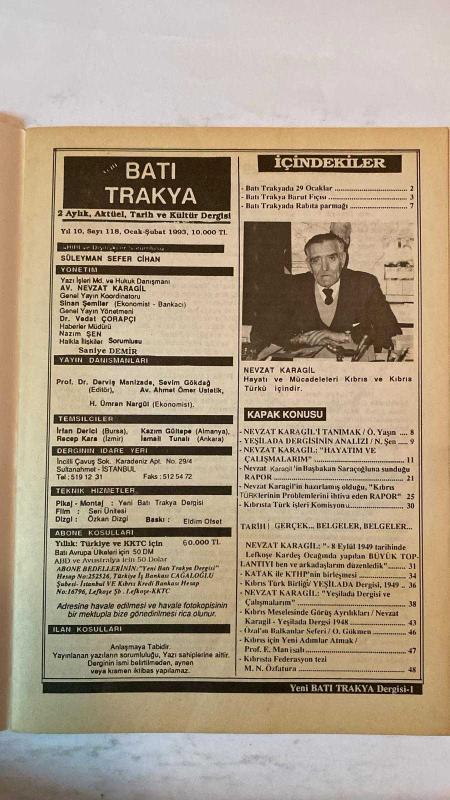 Yeni
BATI
TRAKYA
2 Aylık, Aktüel, Tarih ve Kültür Dergisi
Yıl 10, Sayı 118, Ocak-Şubat 1993, 10.000 Tl.
SÜLEYMAN SEFER CİHAN
YÖNETİM
Yazı İşleri Md. ve Hukuk Danışmanı
AV. NEVZAT KARAGİL
Genel Yayın Koordinatoru
Sinan Şemiler (Ekonomist - Bankacı)
Genel Yayın Yönetmeni
Dr. Vedat ÇORAPÇI
Haberler Müdürü
Nazım ŞEN
Halkla İlişkiler Sorumlusu
Saniye DEMİR
YAYIN DANIŞMANLARI
Prof. Dr. Derviş Manizade, Sevim Gökdağ
(Editör), Av. Ahmet Ömer Ustelik,
H. Ümran Nargül (Ekonomist).
TEMSİLCİLER
İrfan Derici (Bursa), Kazım Gültepe (Almanya),
Recep Kara (İzmir) İsmail Tunalı (Ankara)
DERGİNİN İDARE YERİ
İncilli Çavuş Sok. Karadeniz Apt. No. 29/4
Sultanahmet - İSTANBUL
Tel : 519 12 31 Faks : 512 54 72
TEKNİK HİZMETLER
Pikaj - Montaj : Yeni Batı Trakya Dergisi
Film : Seri Ünitesi
Dizgi : Özkan Dizgi Baskı : Eldim Ofset
ABONE KOŞULLARI
Yıllık: Türkiye ve KKTC için 60.000 Tl.
Batı Avrupa Ülkeleri için 50 DM
ABD ve Avustralya için 50 Dolar
ABONE BEDELLERİNİN: "Yeni Batı Trakya Dergisi"
Hesap No:252526, Türkiye İş Bankası CAĞALOĞLU
Şubesi- İstanbul VE Kıbrıs Kredi Bankası Hesap
No:16796, Lefkoşe Şb . Lefkoşe-KKTC
Adresine havale edilmesi ve havale fotokopisinin
bir mektupla bize gönedirilmesi rica olunur.
İLAN KOŞULLARI
Anlaşmaya Tabidir.
Yayınlanan yazıların sorumluluğu, Yazı sahiplerine aittir.
Derginin ismi belirtilmeden, aynen
veya kısmen iktibas yapılamaz.
İÇİNDEKİLER
- Batı Trakyada 29 Ocaklar 2
- Batı Trakya Barut Fıçısı 3
- Batı Trakyada Rabıta parmağı 7
NEVZAT KARAGİL
Hayatı ve Mücadeleleri Kıbrıs ve Kıbrıs
Türkü içindir.
KAPAK KONUSU
- NEVZAT KARAGİL'İ TANIMAK / Ö. Yaşın 8
- YEŞİLADA DERGİSİNİN ANALİZİ / N. Şen 9
- NEVZAT KARAGİL; "HAYATIM VE
ÇALIŞMALARIM" 11
- Nevzat Karagil'in Başbakan Saraçoğluna sunduğu
RAPOR 21
- Nevzat Karagil'in hazırlamış olduğu, "Kıbrıs
TÜRKlerinin Problemlerini ihtiva eden RAPOR" 25
- Kıbrısta Türk işleri Komisyonu 30
TARİH | GERÇEK... BELGELER, BELGELER...
NEVZAT KARAGİL: "-8 Eylül 1949 tarihinde
Lefkoşe Kardeş Ocağında yapılan BÜYÜK TOP-
LANTIYI ben ve arkadaşlarım düzenledik" 31
- KATAK ile KTHP'nin birleşmesi 34
- Kıbrıs Türk Birliği/ YEŞİLADA Dergisi, 1949 .. 36
- NEVZAT KARAGİL: "Yeşilada Dergisi ve
Çalışmalarım" 38
- Kıbrıs Meselesinde Görüş Ayrılıkları / Nevzat
Karagil - Yeşilada Dergsi 1948 43
- Özal'ın Balkanlar Seferi / O. Gökmen 46
- Kıbrıs için Yeni Adımlar Atmak /
Prof. E. Manisalı 47
- Kıbrısta Federasyon tezi
M. N. Özfatura 48
Yeni BATI TRAKYA Dergisi-1